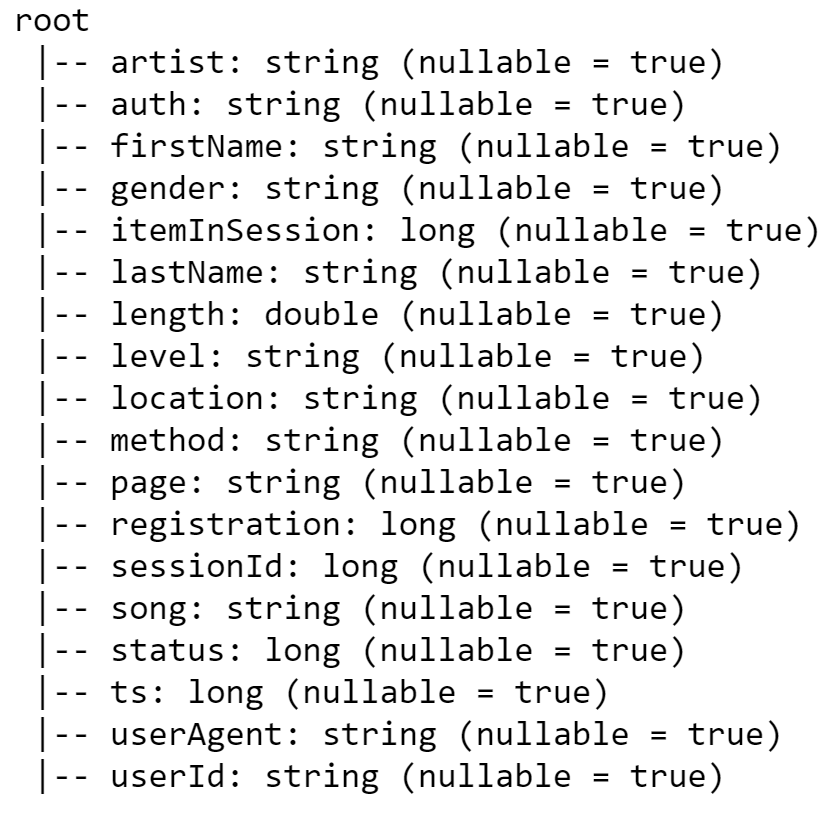 root
 |-- artist: string (nullable = true)
 |-- auth: string (nullable = true)
 |-- firstName: string (nullable = true)
 |-- gender: string (nullable = true)
 |-- itemInSession: long (nullable = true)
 |-- lastName: string (nullable = true)
 |-- length: double (nullable = true)
 |-- level: string (nullable = true)
 |-- location: string (nullable = true)
 |-- method: string (nullable = true)
 |-- page: string (nullable = true)
 |-- registration: long (nullable = true)
 |-- sessionId: long (nullable = true)
 |-- song: string (nullable = true)
 |-- status: long (nullable = true)
 |-- ts: long (nullable = true)
 |-- userAgent: string (nullable = true)
 |-- userId: string (nullable = true)